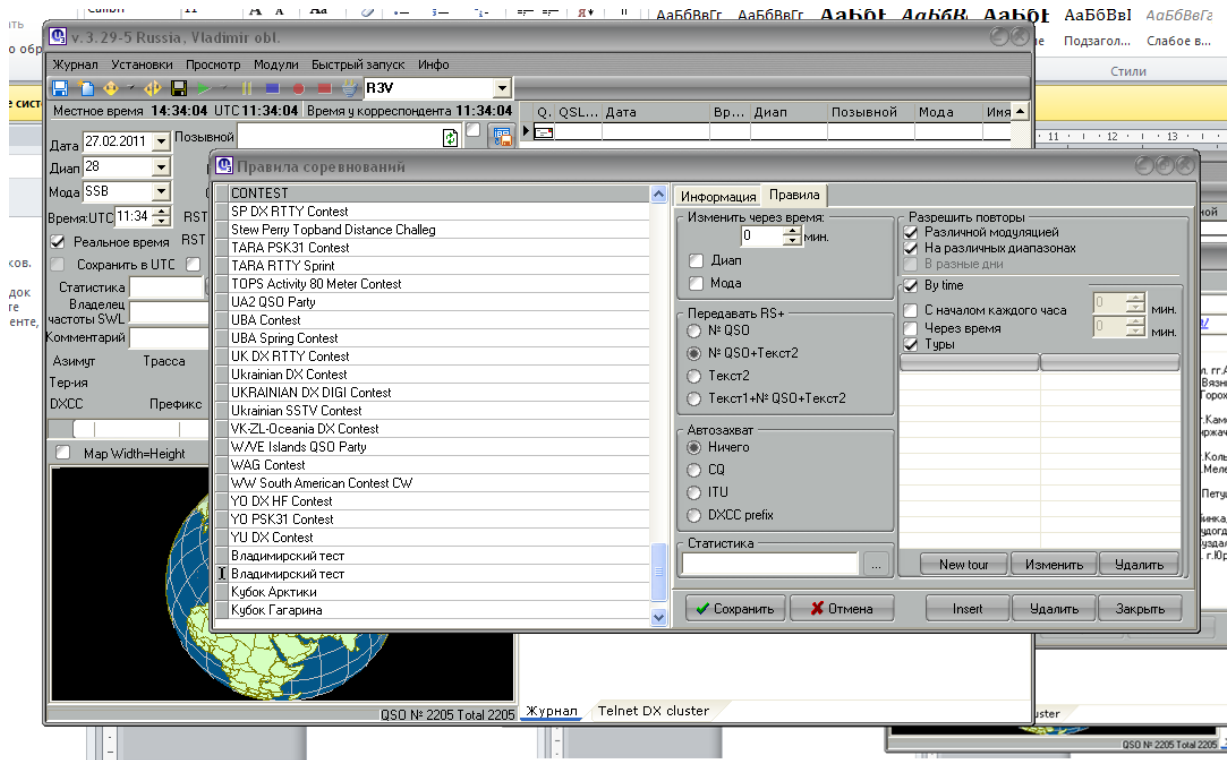 Calibri 11
АаБбВвГг АаБбВвГг АаБбВвI АаБбВвГг
Подзагол... Слабое в...
Стили
v.3.29-5 Russia, Vladimir obl.
Журнал Установки Просмотр Модули Быстрый запуск Инфо
R3V
Местное время 14:34:04 UTC 11:34:04 Время у корреспондента 11:34:04
Q. QSL... Дата Вр... Диап Позывной Мода Имя
Дата 27.02.2011 Позывной
Диап 28
Мода SSB
Время:UTC 11:34 RST
Реальное время RST
Сохранить в UTC
Статистика
Владелец
частоты SWL
Комментарий
Азимут Трасса
Тер-ия
DXCC Префикс
Map Width=Height
Правила соревнований
CONTEST
SP DX RTTY Contest
Stew Perry Topband Distance Challeg
TARA PSK31 Contest
TARA RTTY Sprint
TOPS Activity 80 Meter Contest
UA2 QSO Party
UBA Contest
UBA Spring Contest
UK DX RTTY Contest
Ukrainian DX Contest
UKRAINIAN DX DIGI Contest
Ukrainian SSTV Contest
VK-ZL-Oceania DX Contest
W/VE Islands QSO Party
WAG Contest
WW South American Contest CW
YO DX HF Contest
YO PSK31 Contest
YU DX Contest
Владимирский тест
Владимирский тест
Кубок Арктики
Кубок Гагарина
Информация Правила
Изменить через время:
0 мин.
Диап
Мода
Передавать RS+
№ QSO
№ QSO+Текст2
Текст2
Текст1+№ QSO+Текст2
Автозахват
Ничего
CQ
ITU
DXCC prefix
Статистика
...
Разрешить повторы
Различной модуляцией
На различных диапазонах
В разные дни
By time
С началом каждого часа 0 мин.
Через время 0 мин.
Туры
New tour Изменить Удалить
Сохранить Отмена Insert Удалить Закрыть
QSO № 2205 Total 2205
Журнал Telnet DX cluster
QSO № 2205 Total 2205
11 12 13